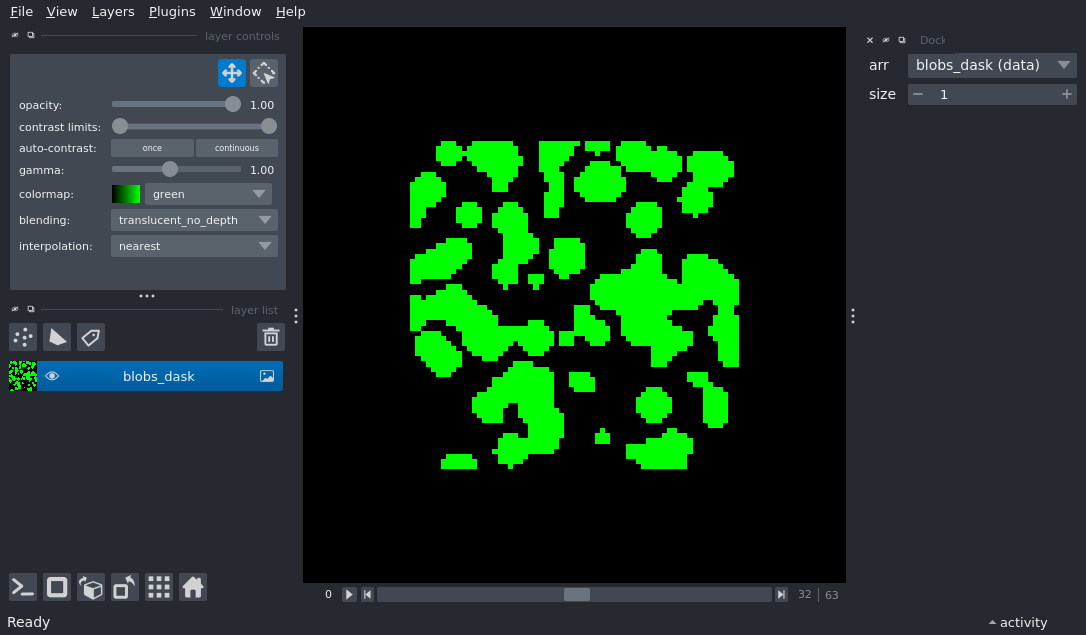 File View Layers Plugins Window Help
layer controls
opacity: 1.00
contrast limits:
auto-contrast: once continuous
gamma: 1.00
colormap: green
blending: translucent_no_depth
interpolation: nearest
layer list
blobs_dask
0 32 63
Dock
arr blobs_dask (data)
size 1
Ready
activity